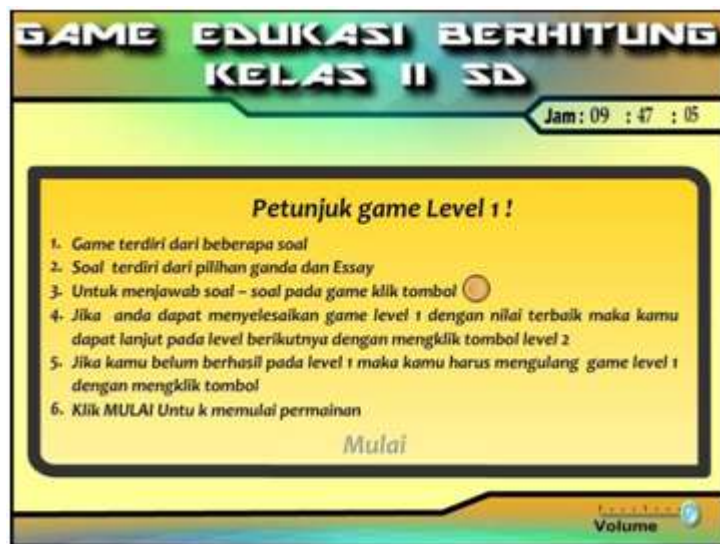 GAME EDUKASI BERHITUNG
KELAS II SD
Jam : 09 : 47 : 05
Petunjuk game Level 1 !
1. Game terdiri dari beberapa soal
2. Soal terdiri dari pilihan ganda dan Essay
3. Untuk menjawab soal – soal pada game klik tombol
4. Jika anda dapat menyelesaikan game level 1 dengan nilai terbaik maka kamu
dapat lanjut pada level berikutnya dengan mengklik tombol level 2
5. Jika kamu belum berhasil pada level 1 maka kamu harus mengulang game level 1
dengan mengklik tombol
6. Klik MULAI Untu k memulai permainan
Mulai
Volume